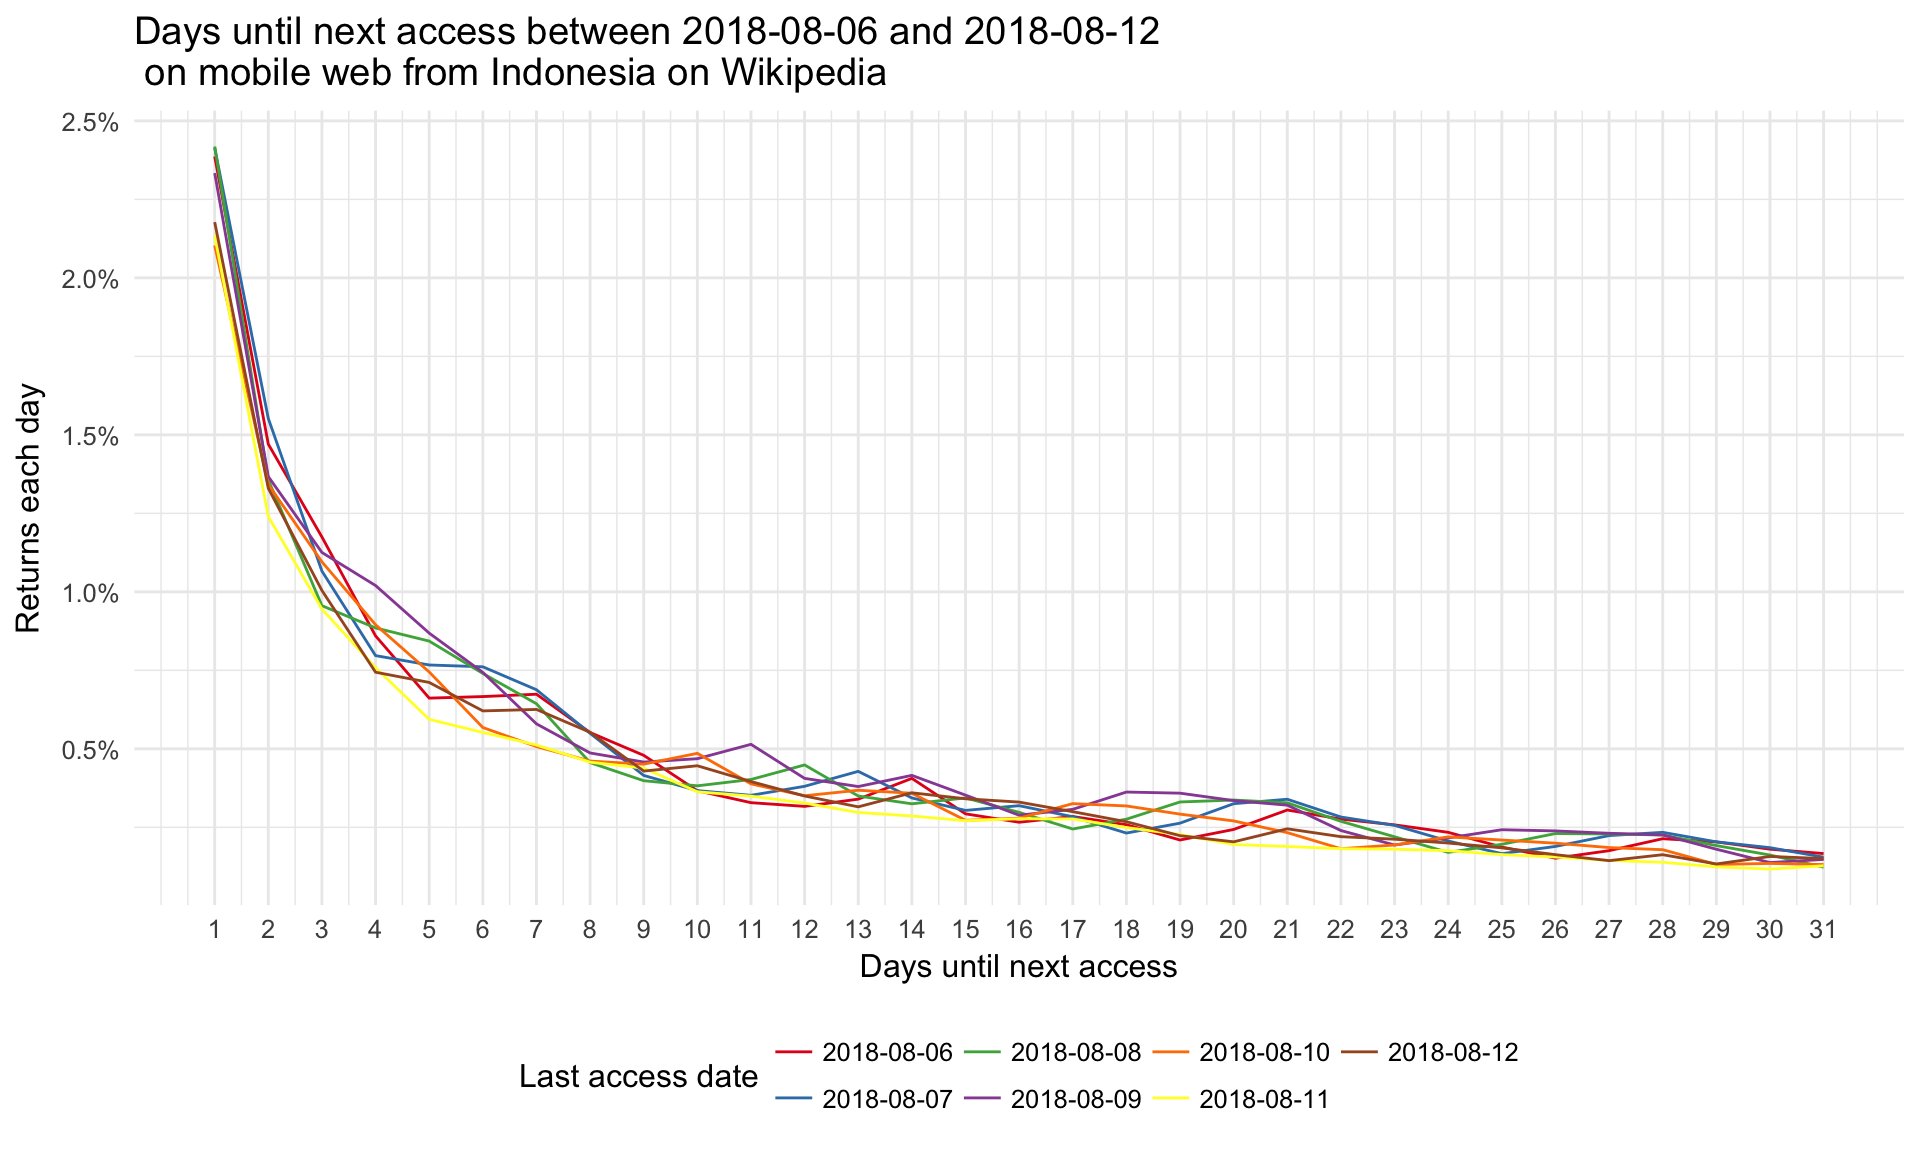 Days until next access between 2018-08-06 and 2018-08-12
on mobile web from Indonesia on Wikipedia
Returns each day
2.5%
2.0%
1.5%
1.0%
0.5%
1 2 3 4 5 6 7 8 9 10 11 12 13 14 15 16 17 18 19 20 21 22 23 24 25 26 27 28 29 30 31
Days until next access
Last access date
2018-08-06 2018-08-08 2018-08-10 2018-08-12
2018-08-07 2018-08-09 2018-08-11